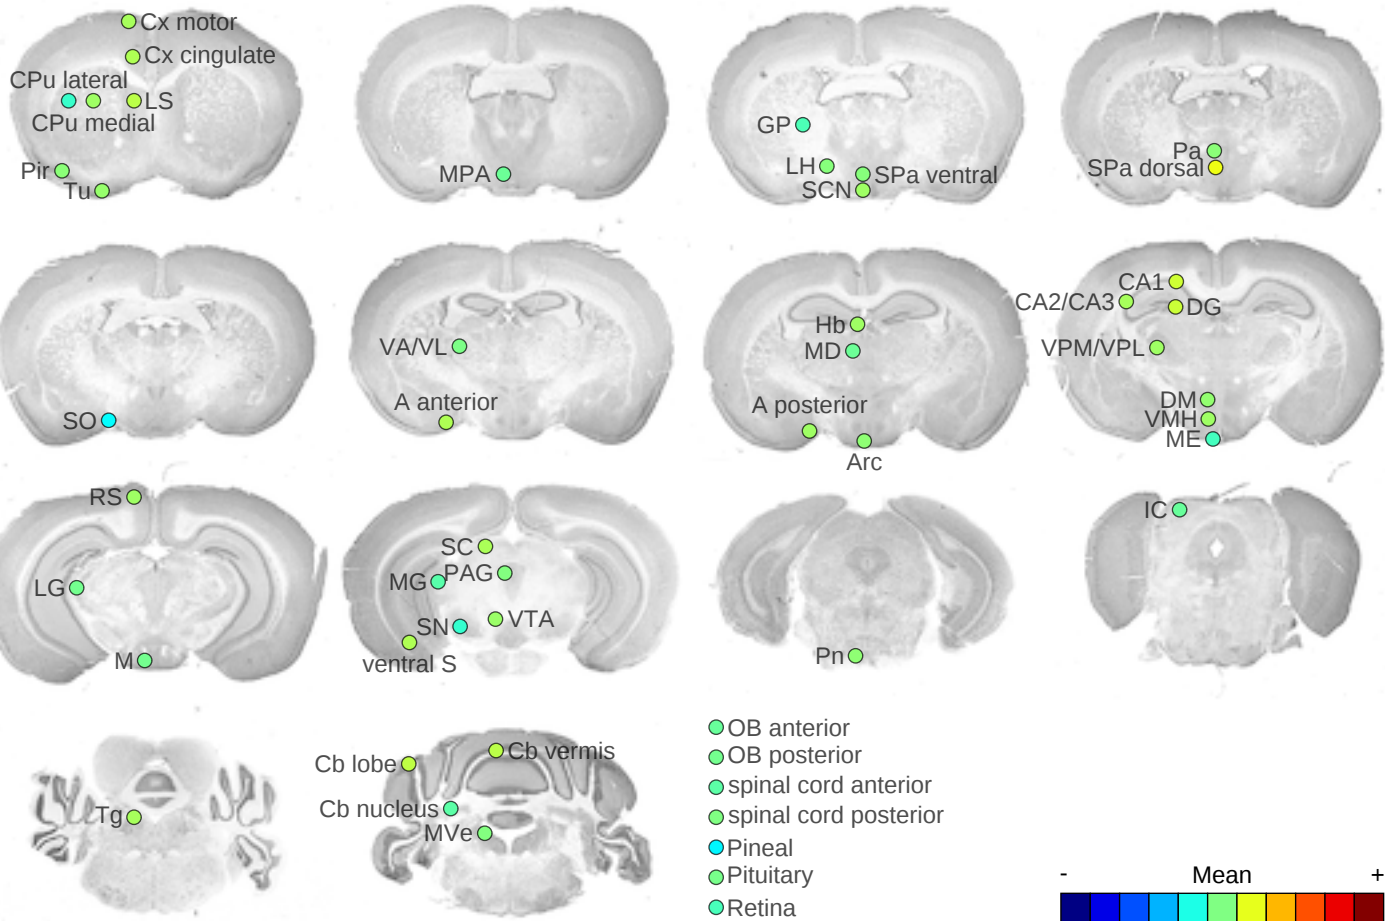 Cx motor
Cx cingulate
CPu lateral
LS
CPu medial
Pir
Tu
MPA
GP
LH
SPa ventral
SCN
Pa
SPa dorsal
SO
VA/VL
A anterior
Hb
MD
A posterior
Arc
CA1
CA2/CA3
DG
VPM/VPL
DM
VMH
ME
RS
LG
M
SC
MG
PAG
SN
VTA
ventral S
Pn
IC
Tg
Cb lobe
Cb vermis
Cb nucleus
MVe
OB anterior
OB posterior
spinal cord anterior
spinal cord posterior
Pineal
Pituitary
Retina
- Mean +